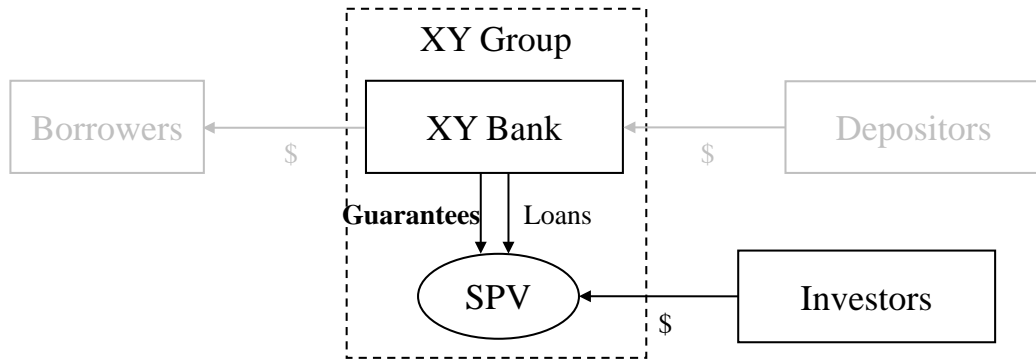 XY Group
Borrowers
XY Bank
Depositors
$
$
Guarantees
Loans
SPV
Investors
$